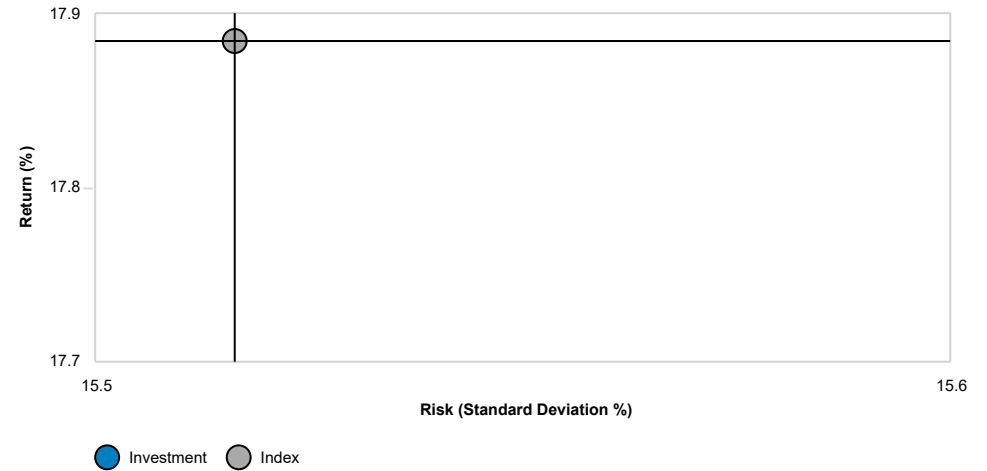 17.9
Return (%)
17.8
17.7
15.5
15.6
Risk (Standard Deviation %)
Investment
Index